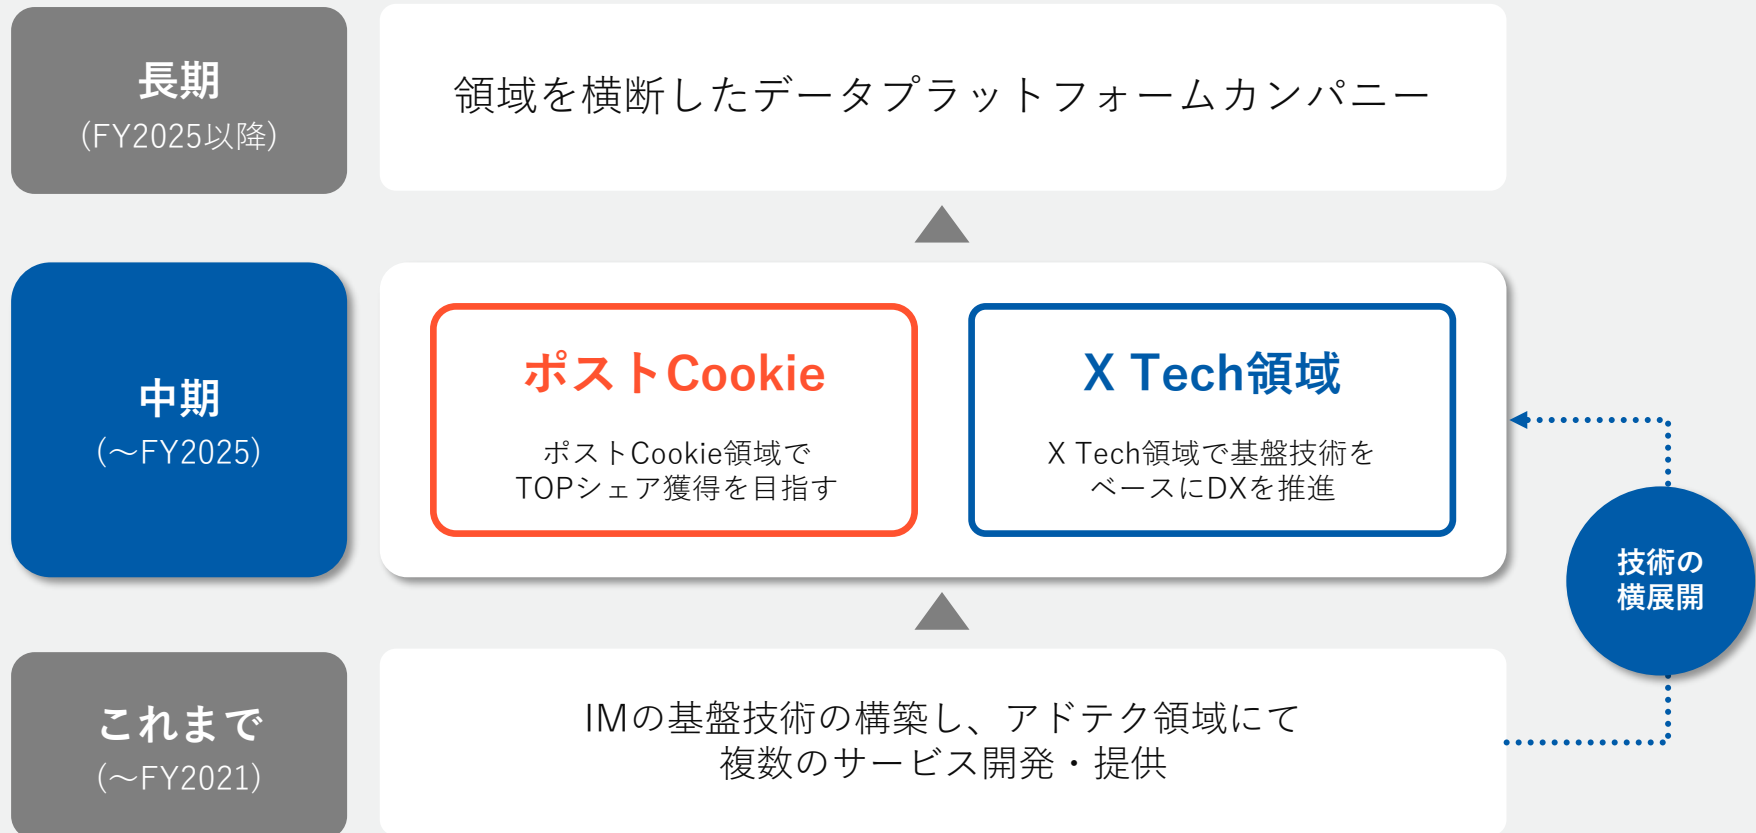 長期
(FY2025以降)
領域を横断したデータプラットフォームカンパニー
中期
(～FY2025)
ポストCookie
ポストCookie領域で
TOPシェア獲得を目指す
X Tech領域
X Tech領域で基盤技術を
ベースにDXを推進
技術の
横展開
これまで
(～FY2021)
IMの基盤技術の構築し、アドテク領域にて
複数のサービス開発・提供